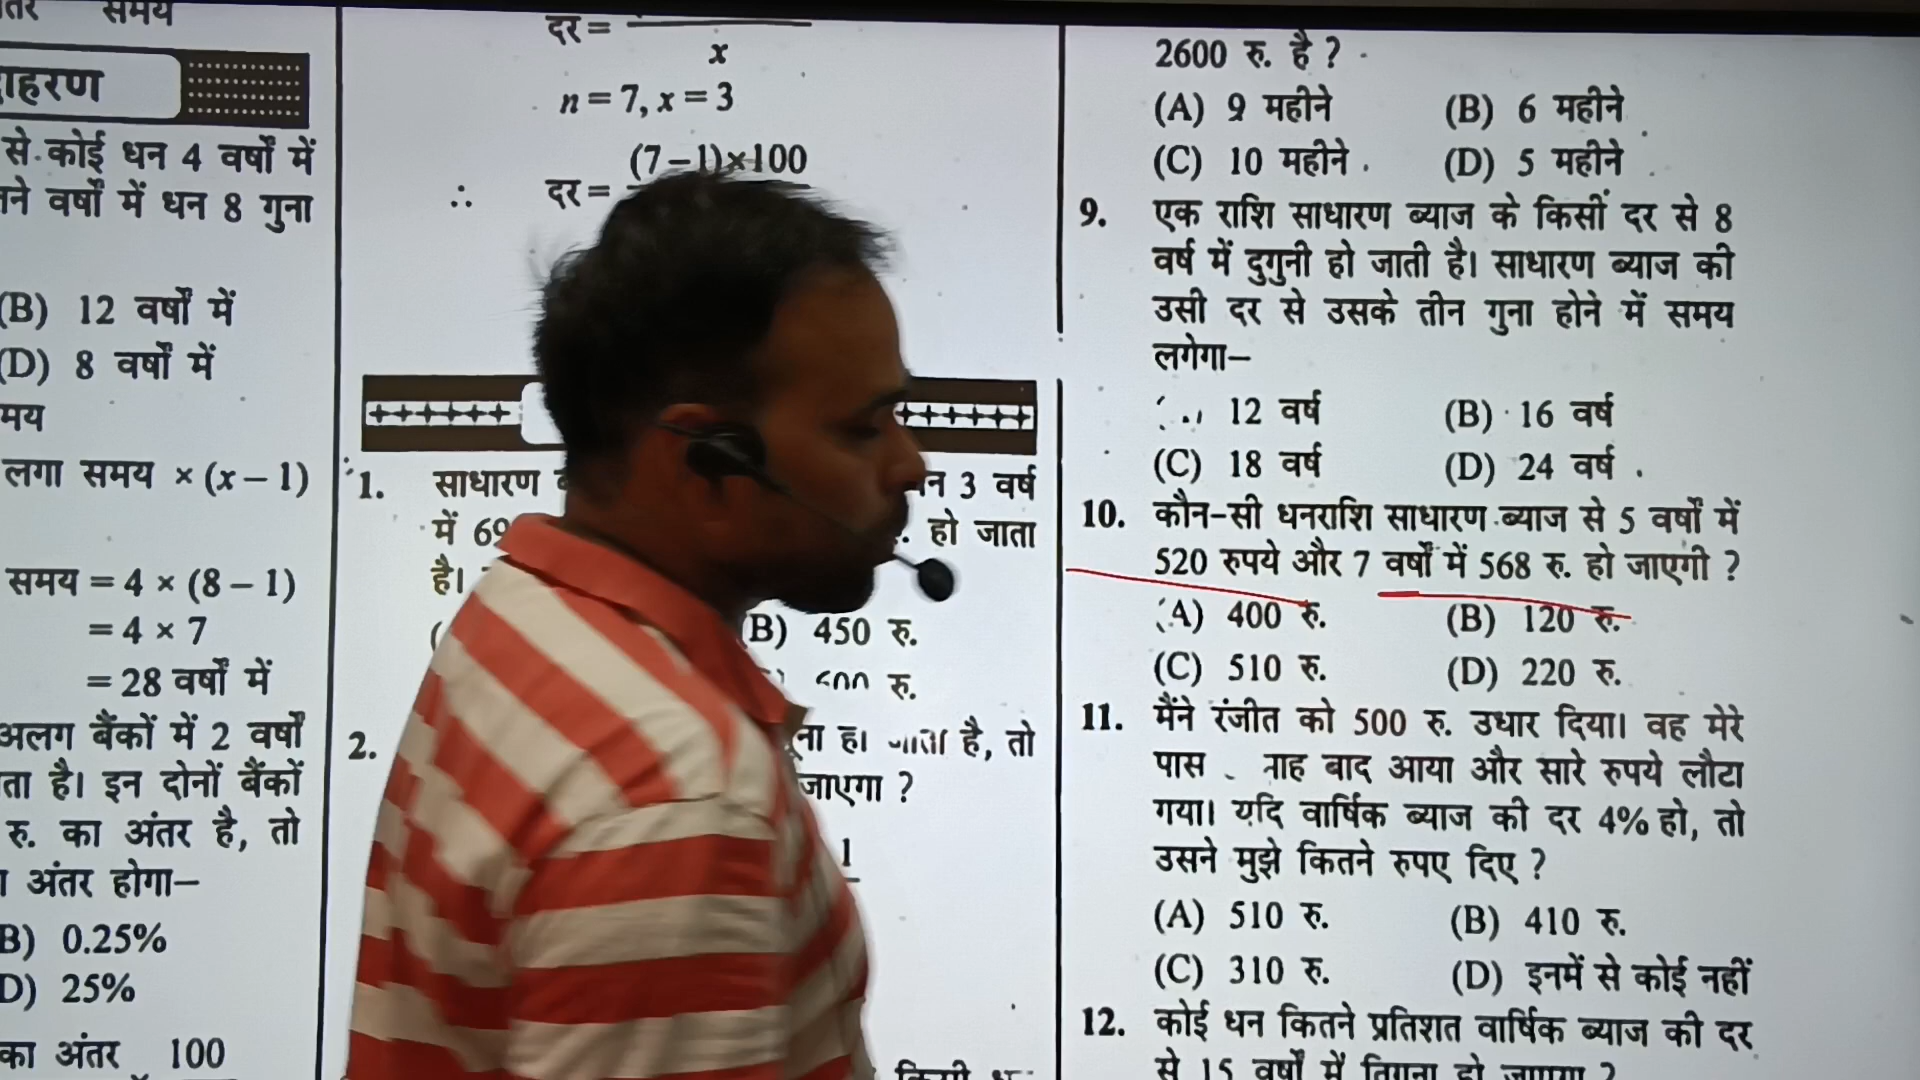 समय
दर =
x
n = 7, x = 3
(7 – 1) × 100
∴ दर =
से कोई धन 4 वर्षों में
वर्षों में धन 8 गुना
(B) 12 वर्षों में
(D) 8 वर्षों में
लगा समय × (x – 1)
समय = 4 × (8 – 1)
= 4 × 7
= 28 वर्षों में
अलग बैंकों में 2 वर्षों
है। इन दोनों बैंकों
रु. का अंतर है, तो
अंतर होगा–
B) 0.25%
D) 25%
का अंतर 100
1. साधारण 3 वर्ष
में हो जाता
है।
(B) 450 रु.
रु.
2. है, तो
जाएगा ?
1
2600 रु. है ?
(A) 9 महीने (B) 6 महीने
(C) 10 महीने (D) 5 महीने
9. एक राशि साधारण ब्याज के किसी दर से 8
वर्ष में दुगुनी हो जाती है। साधारण ब्याज की
उसी दर से उसके तीन गुना होने में समय
लगेगा–
12 वर्ष (B) 16 वर्ष
(C) 18 वर्ष (D) 24 वर्ष
10. कौन-सी धनराशि साधारण ब्याज से 5 वर्षों में
520 रुपये और 7 वर्षों में 568 रु. हो जाएगी ?
(A) 400 रु. (B) 120 रु.
(C) 510 रु. (D) 220 रु.
11. मैंने रंजीत को 500 रु. उधार दिया। वह मेरे
पास बाद आया और सारे रुपये लौटा
गया। यदि वार्षिक ब्याज की दर 4% हो, तो
उसने मुझे कितने रुपए दिए ?
(A) 510 रु. (B) 410 रु.
(C) 310 रु. (D) इनमें से कोई नहीं
12. कोई धन कितने प्रतिशत वार्षिक ब्याज की दर
से 15 वर्षों में तिगुना हो जाएगा ?